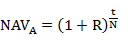 NAV_A = (1 + R)^{t/N}